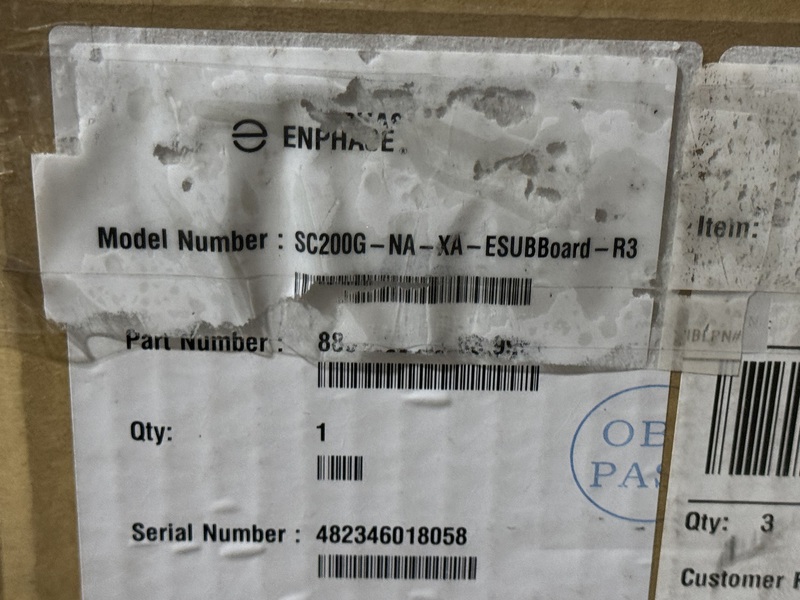 ENPHASE
Model Number : SC200G-NA-XA-ESUBBoard-R3
Part Number :
Qty: 1
Serial Number : 482346018058
Item:
Qty: 3
Customer